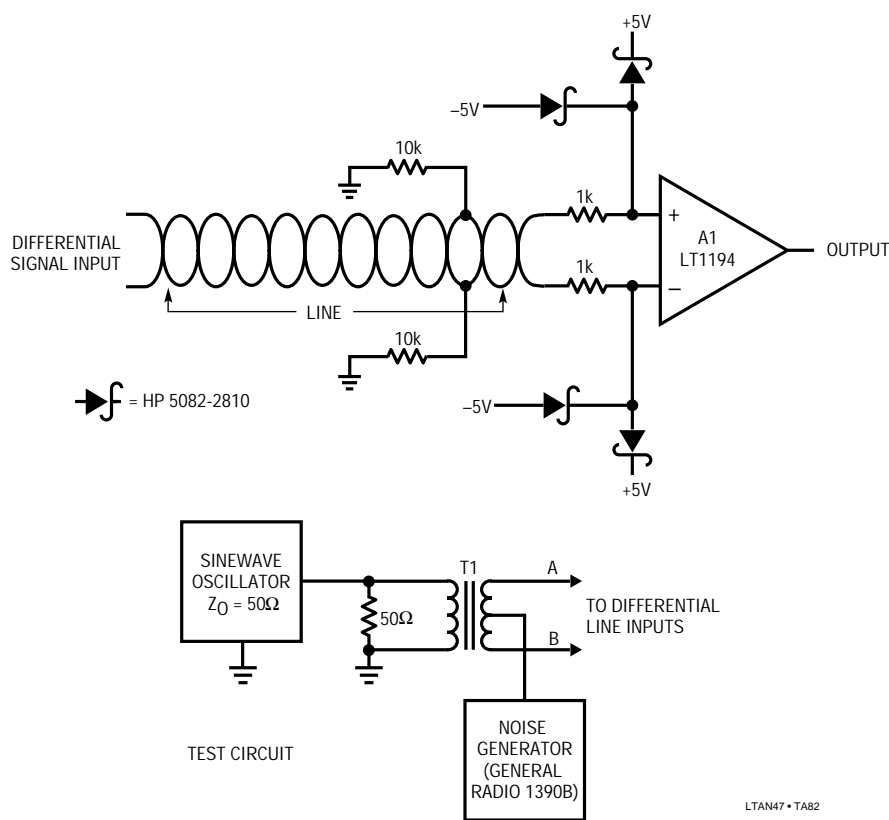 +5V
–5V
10k
1k
+
A1
LT1194
OUTPUT
DIFFERENTIAL
SIGNAL INPUT
1k
–
LINE
10k
= HP 5082-2810
–5V
+5V
SINEWAVE
OSCILLATOR
ZO = 50Ω
50Ω
T1
A
B
TO DIFFERENTIAL
LINE INPUTS
TEST CIRCUIT
NOISE
GENERATOR
(GENERAL
RADIO 1390B)
LTAN47 • TA82